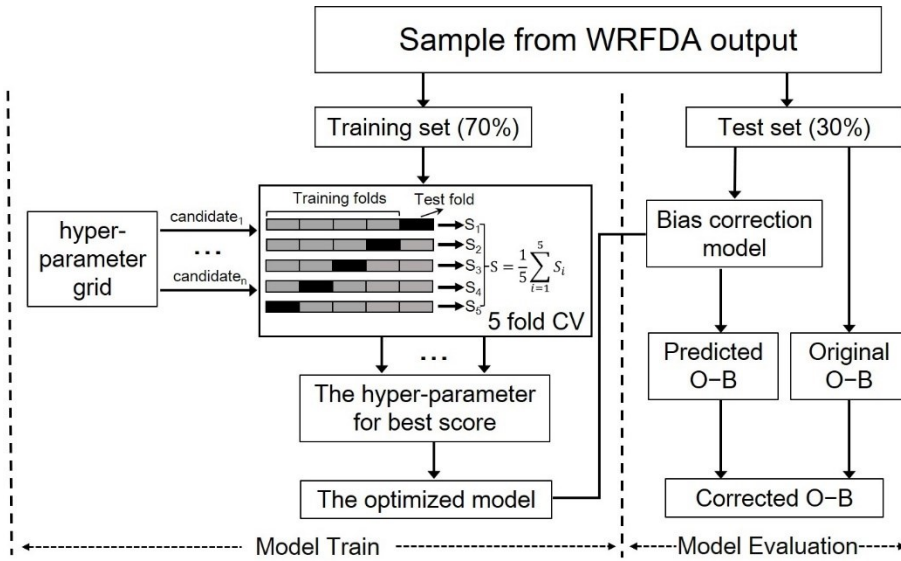 Sample from WRFDA output
Training set (70%)
Test set (30%)
hyper-
parameter
grid
candidate₁
...
candidateₙ
Training folds
Test fold
S₁
S₂
S₃
S₄
S₅
S = 1/5 ∑ᵢ₌₁⁵ Sᵢ
5 fold CV
...
The hyper-parameter
for best score
The optimized model
Bias correction
model
Predicted
O−B
Original
O−B
Corrected O−B
Model Train
Model Evaluation